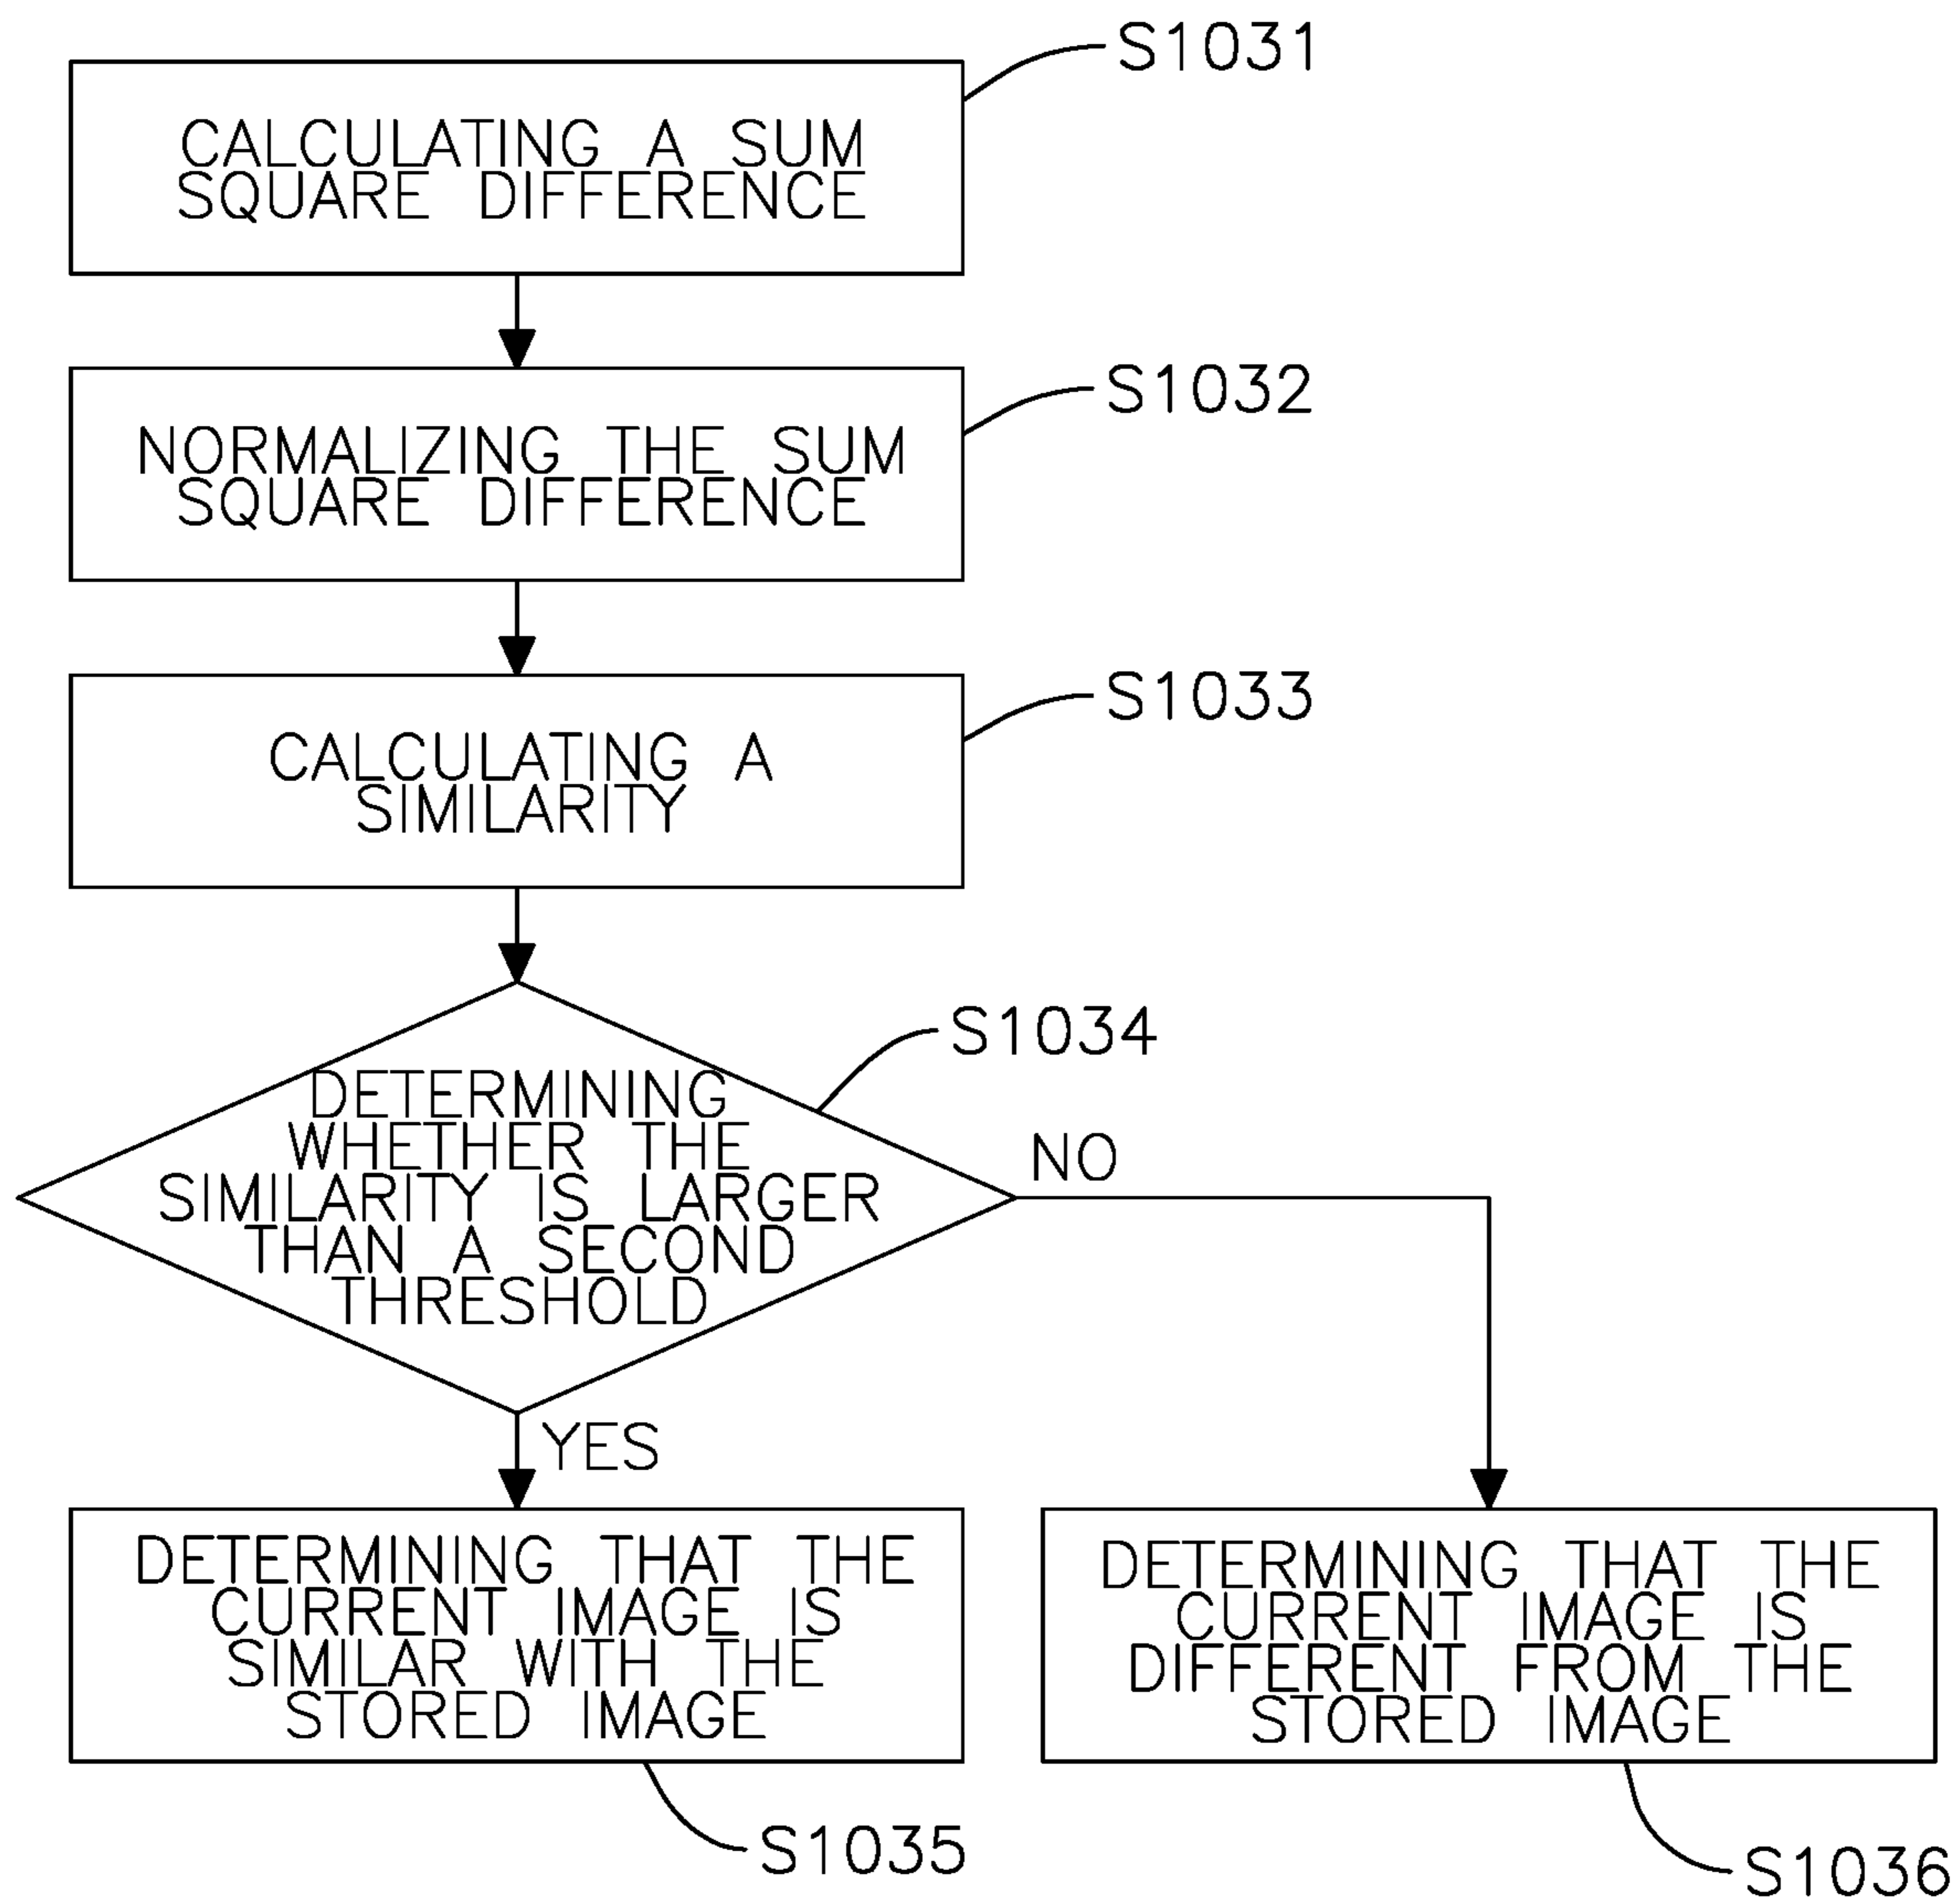 S1031
CALCULATING A SUM
SQUARE DIFFERENCE
S1032
NORMALIZING THE SUM
SQUARE DIFFERENCE
S1033
CALCULATING A
SIMILARITY
S1034
DETERMINING
WHETHER THE
SIMILARITY IS LARGER
THAN A SECOND
THRESHOLD
NO
YES
DETERMINING THAT THE
CURRENT IMAGE IS
SIMILAR WITH THE
STORED IMAGE
S1035
DETERMINING THAT THE
CURRENT IMAGE IS
DIFFERENT FROM THE
STORED IMAGE
S1036